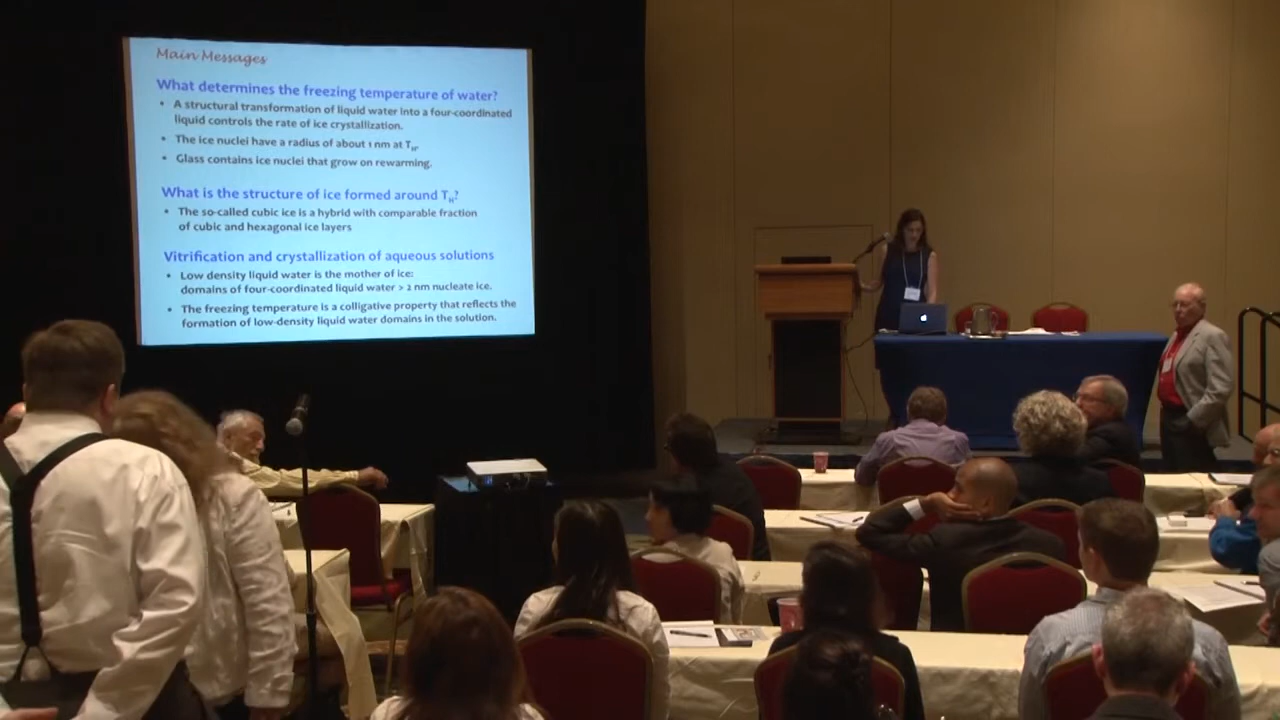 Main Messages
What determines the freezing temperature of water?
• A structural transformation of liquid water into a four-coordinated
liquid controls the rate of ice crystallization.
• The ice nuclei have a radius of about 1 nm at TH.
• Glass contains ice nuclei that grow on rewarming.
What is the structure of ice formed around TH?
• The so-called cubic ice is a hybrid with comparable fraction
of cubic and hexagonal ice layers
Vitrification and crystallization of aqueous solutions
• Low density liquid water is the mother of ice:
domains of four-coordinated liquid water > 2 nm nucleate ice.
• The freezing temperature is a colligative property that reflects the
formation of low-density liquid water domains in the solution.